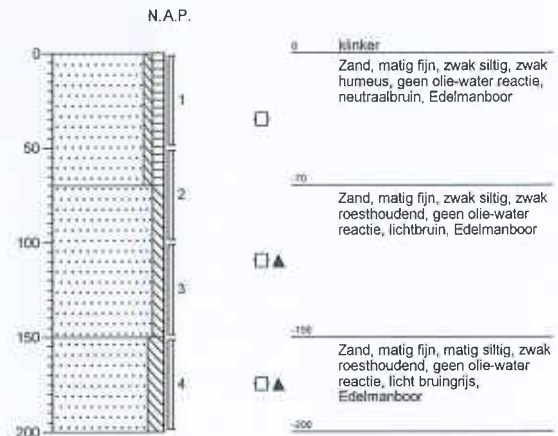 N.A.P.
0
50
100
150
200
1
2
3
4
0 klinker
Zand, matig fijn, zwak siltig, zwak
humeus, geen olie-water reactie,
neutraalbruin, Edelmanboor
-70
Zand, matig fijn, zwak siltig, zwak
roesthoudend, geen olie-water
reactie, lichtbruin, Edelmanboor
-150
Zand, matig fijn, matig siltig, zwak
roesthoudend, geen olie-water
reactie, licht bruingrijs,
Edelmanboor
-200